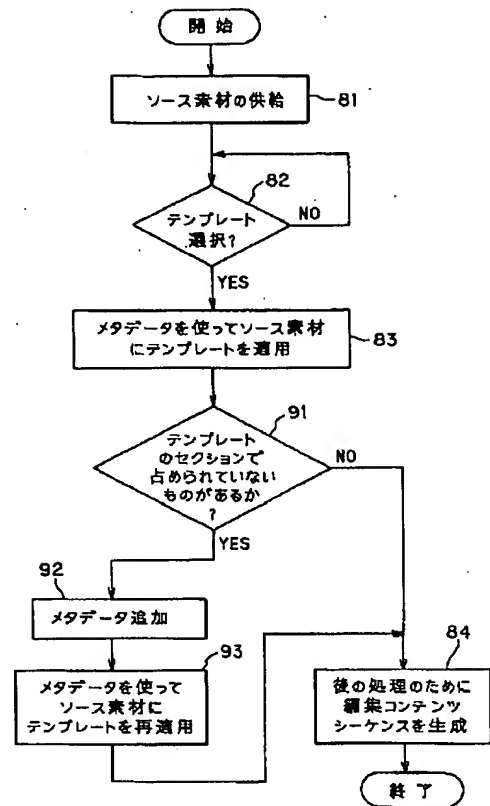 開始
ソース素材の供給
81
82
テンプレート
選択?
NO
YES
メタデータを使ってソース素材
にテンプレートを適用
83
91
テンプレート
のセクションで
占められていない
ものがあるか
?
NO
YES
92
メタデータ追加
93
メタデータを使って
ソース素材に
テンプレートを再適用
84
後の処理のために
編集コンテンツ
シーケンスを生成
終了